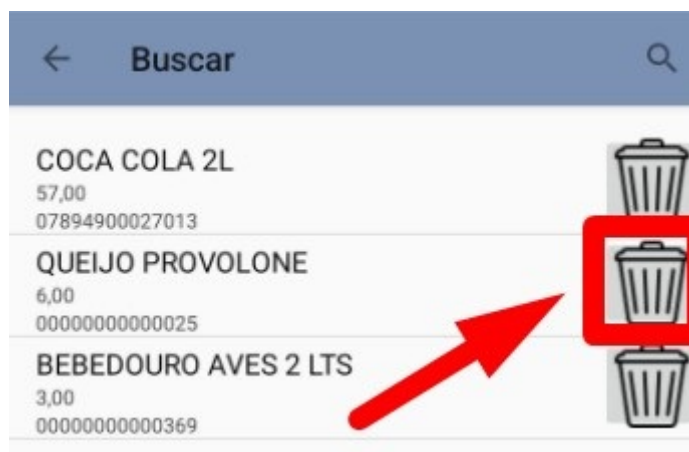 Buscar
COCA COLA 2L
57,00
07894900027013
QUEIJO PROVOLONE
6,00
00000000000025
BEBEDOURO AVES 2 LTS
3,00
00000000000369